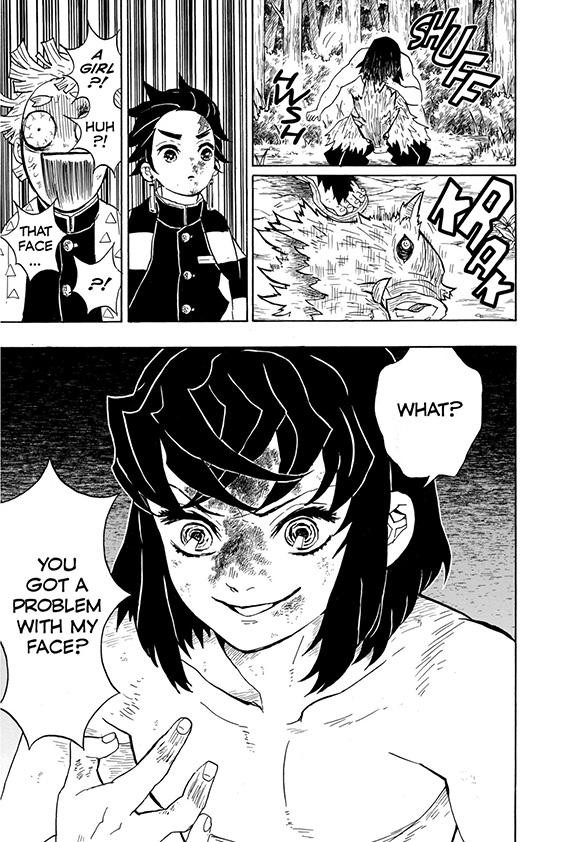 SHUFF
HWSH
KRAK
A
GIRL
?!
HUH
?!
THAT
FACE
...
?!
WHAT?
YOU
GOT A
PROBLEM
WITH MY
FACE?